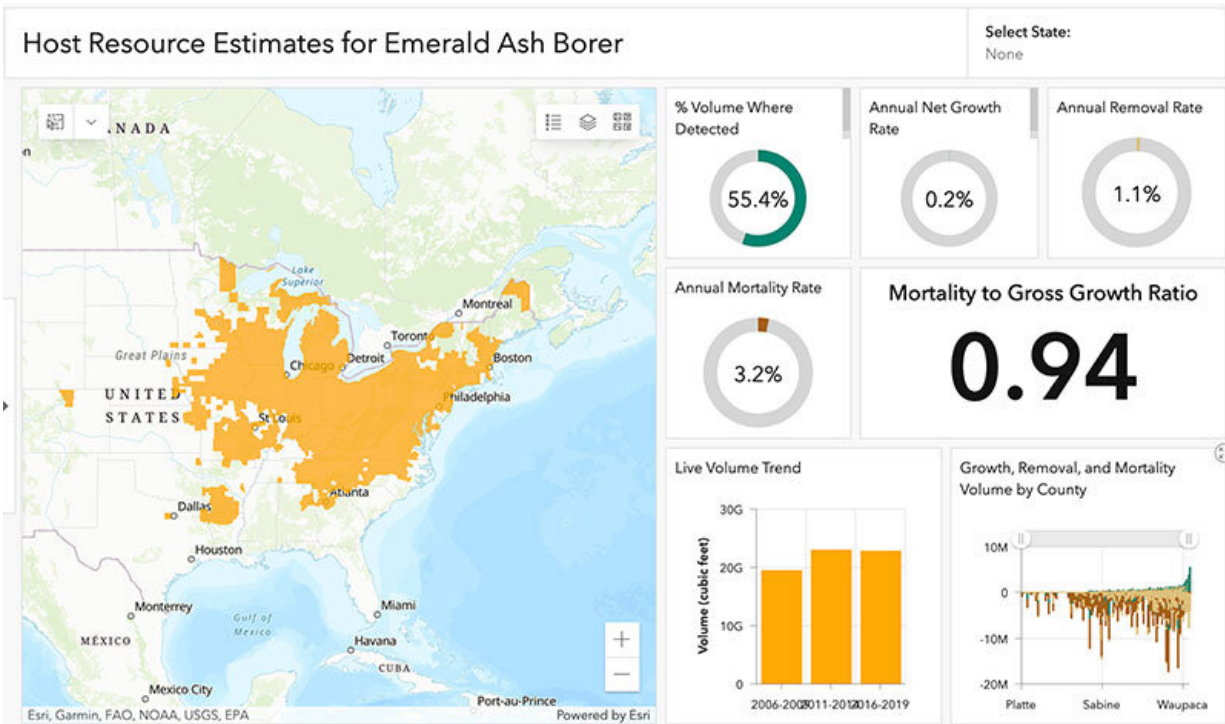 Host Resource Estimates for Emerald Ash Borer
Select State:
None
NADA
n
Lake
Superior
Montreal
Toronto
Great Plains
Detroit
Boston
Chicago
UNITED
STATES
Philadelphia
St Louis
Atlanta
Dallas
Houston
Monterrey
Miami
Gulf of
Mexico
MÉXICO
Havana
CUBA
Mexico City
Port-au-Prince
Esri, Garmin, FAO, NOAA, USGS, EPA
Powered by Esri
% Volume Where
Detected
55.4%
Annual Net Growth
Rate
0.2%
Annual Removal Rate
1.1%
Annual Mortality Rate
3.2%
Mortality to Gross Growth Ratio
0.94
Live Volume Trend
Volume (cubic feet)
30G
20G
10G
0
2006-2009
2011-2014
2016-2019
Growth, Removal, and Mortality
Volume by County
10M
0
-10M
-20M
Platte
Sabine
Waupaca